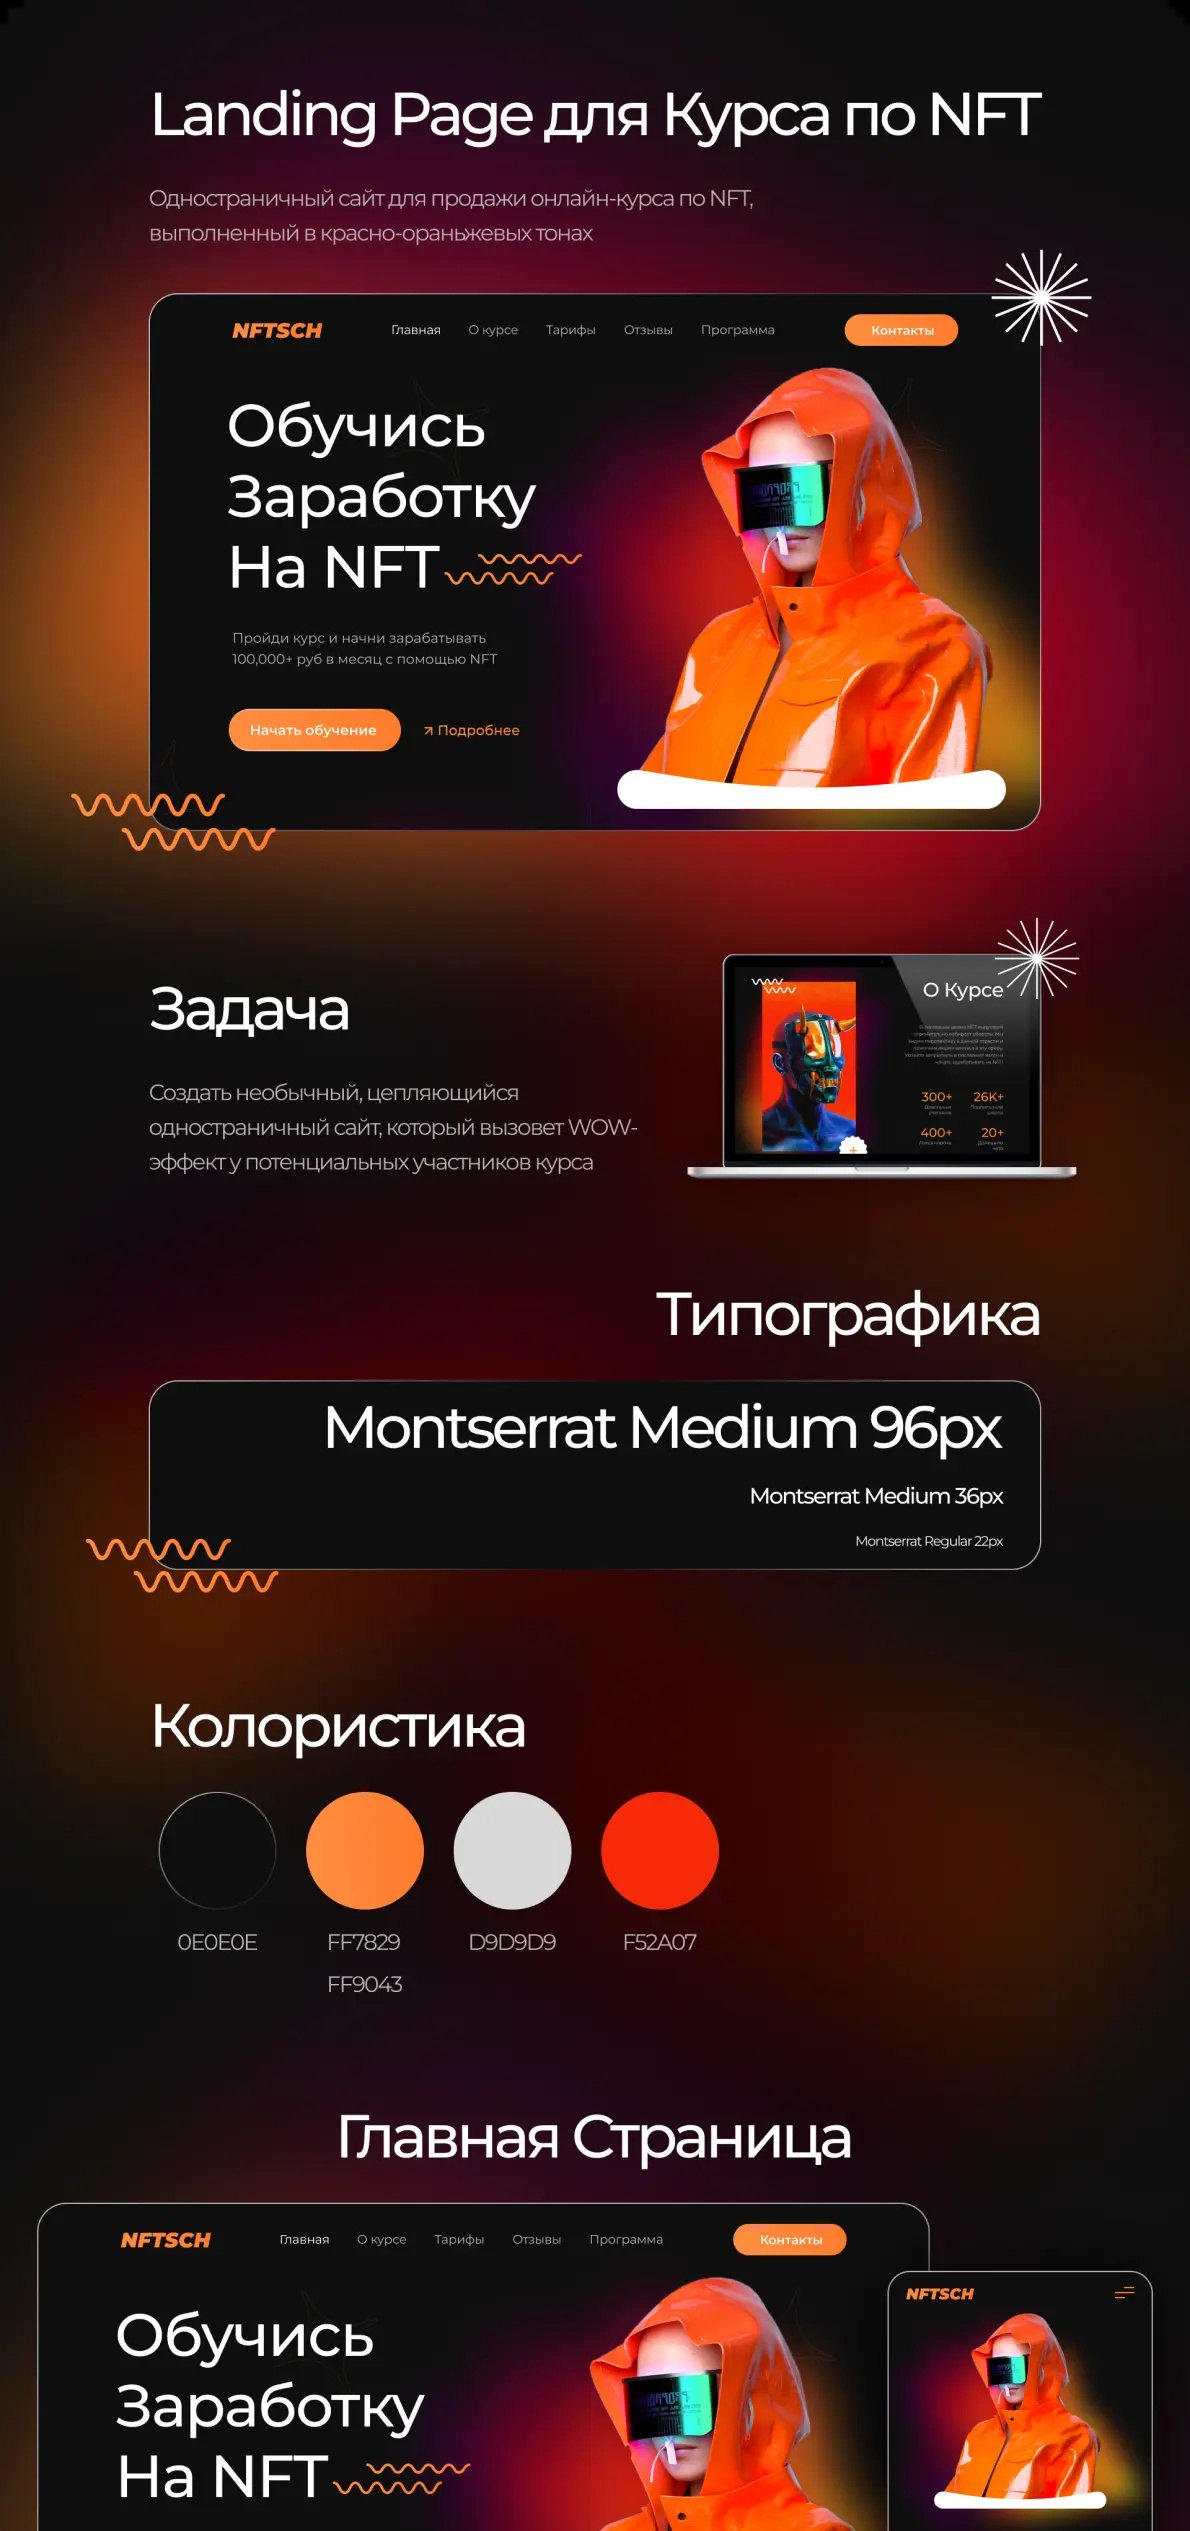 Landing Page для Курса по NFT
Одностраничный сайт для продажи онлайн-курса по NFT,
выполненный в красно-ораньжевых тонах
NFTSCH
Главная
О курсе
Тарифы
Отзывы
Программа
Контакты
Обучись
Заработку
На NFT
Пройди курс и начни зарабатывать
100,000+ руб в месяц с помощью NFT
Начать обучение
Подробнее
Задача
Создать необычный, цепляющийся
одностраничный сайт, который вызовет WOW-
эффект у потенциальных участников курса
О Курсе
300+
26K+
400+
20+
Типографика
Montserrat Medium 96px
Montserrat Medium 36px
Montserrat Regular 22px
Колористика
0E0E0E
FF7829
FF9043
D9D9D9
F52A07
Главная Страница
NFTSCH
Главная
О курсе
Тарифы
Отзывы
Программа
Контакты
Обучись
Заработку
На NFT
NFTSCH